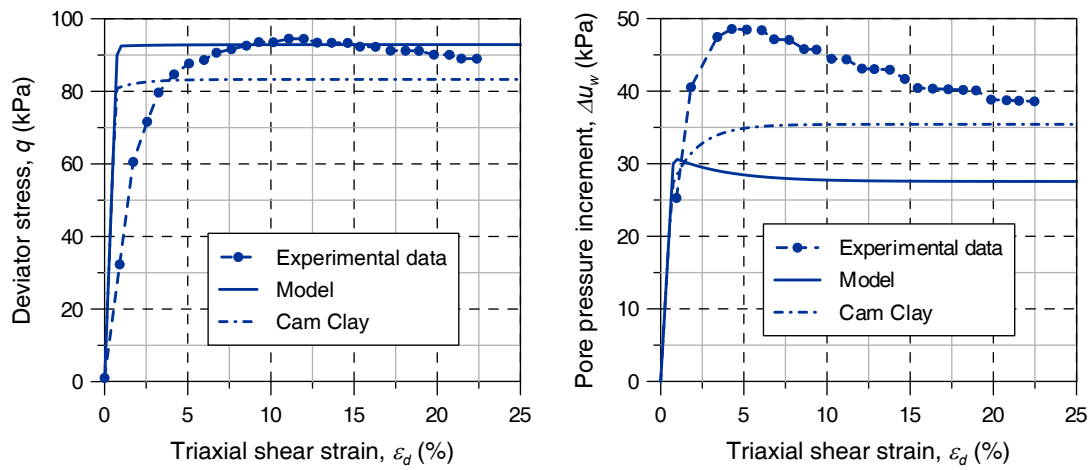 100
80
60
40
20
0
Deviator stress, q (kPa)
0 5 10 15 20 25
Triaxial shear strain, εd (%)
Experimental data
Model
Cam Clay
50
40
30
20
10
0
Pore pressure increment, Δuw (kPa)
0 5 10 15 20 25
Triaxial shear strain, εd (%)
Experimental data
Model
Cam Clay